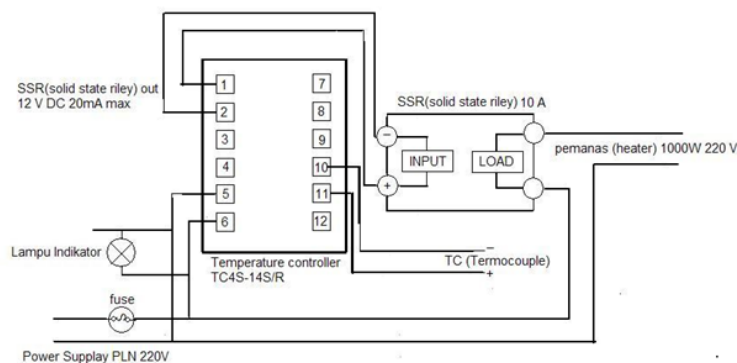 SSR(solid state riley) out
12 V DC 20mA max
1
2
3
4
5
6
7
8
9
10
11
12
Temperature controller
TC4S-14S/R
SSR(solid state riley) 10 A
−
+
INPUT
LOAD
pemanas (heater) 1000W 220 V
−
TC (Termocouple)
+
Lampu Indikator
fuse
Power Supplay PLN 220V